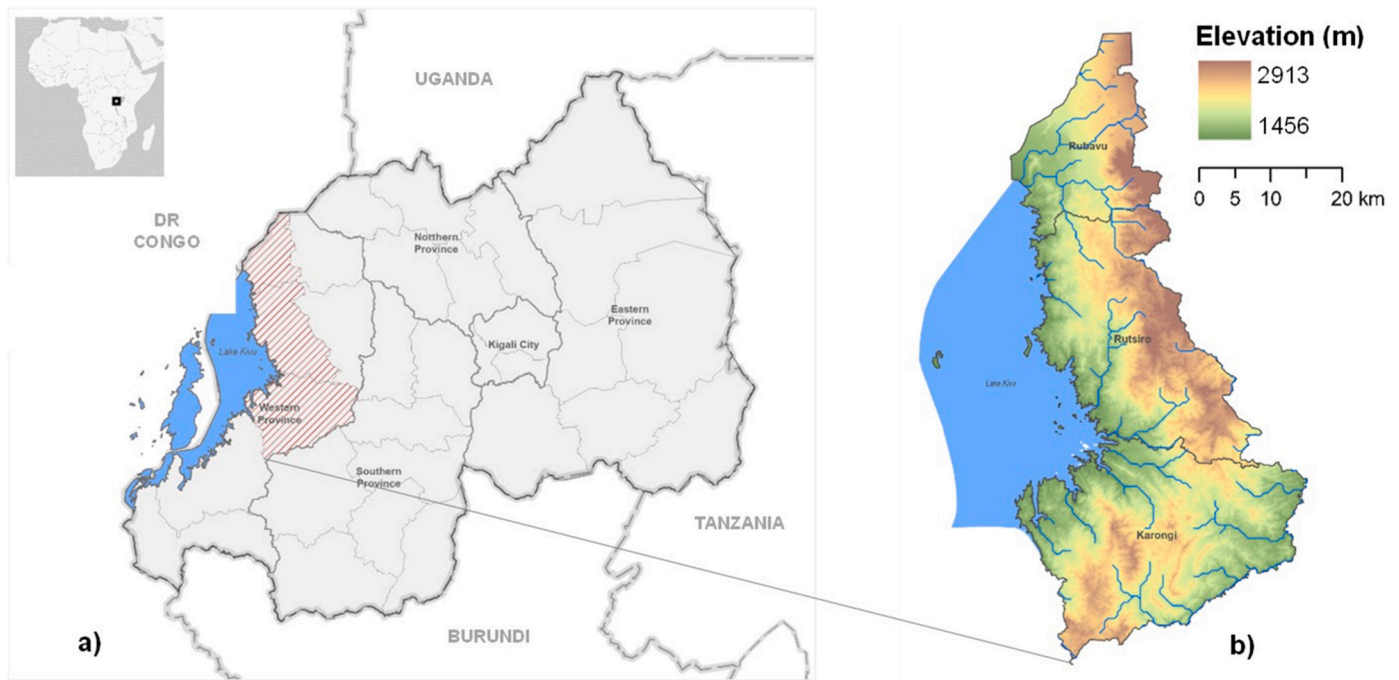 UGANDA
DR
CONGO
Northern
Province
Eastern
Province
Kigali City
Lake Kivu
Western
Province
Southern
Province
TANZANIA
BURUNDI
a)
Elevation (m)
2913
1456
0 5 10 20 km
Rubavu
Rutsiro
Lake Kivu
Karongi
b)